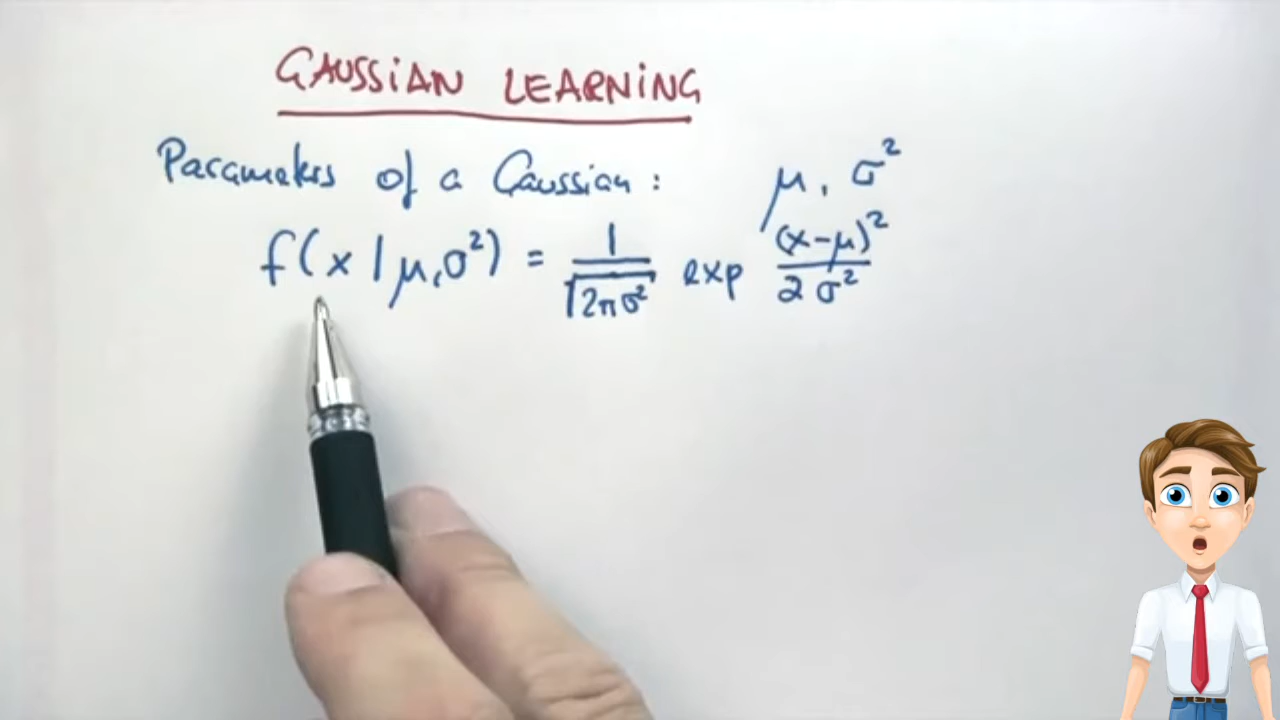 GAUSSIAN LEARNING
Parameters of a Gaussian: μ, σ²
f(x | μ, σ²) = 1/√(2πσ²) exp (x-μ)²/2σ²